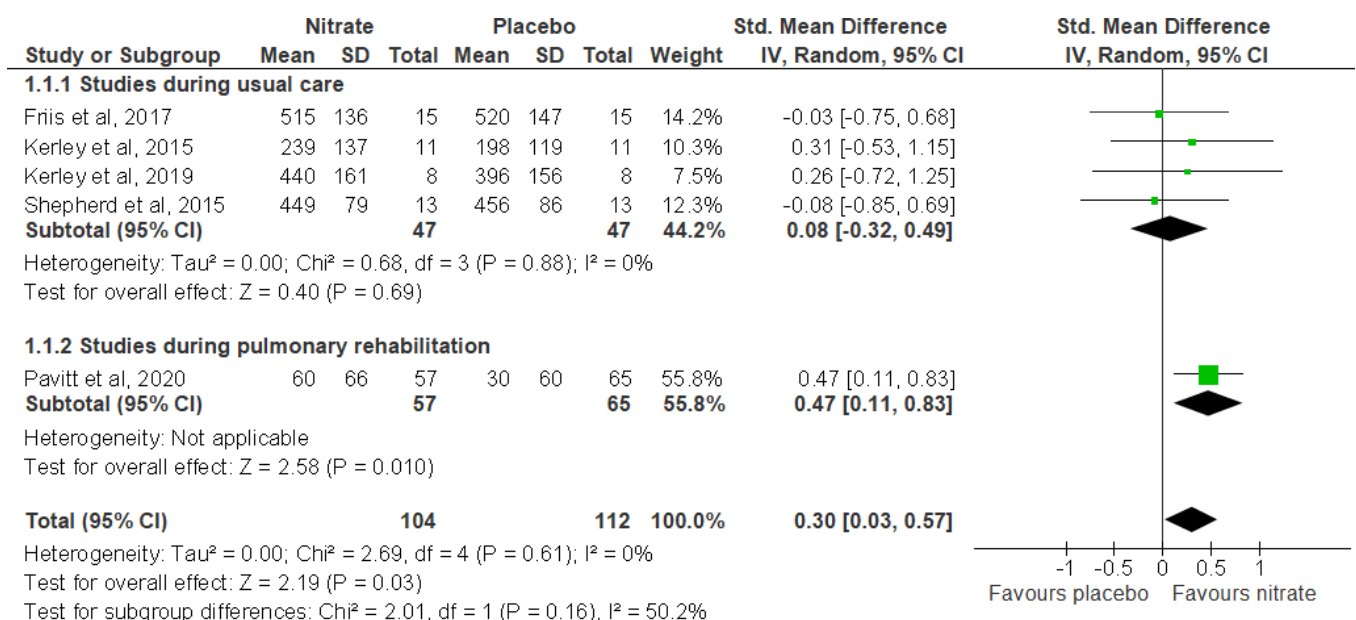 Nitrate Placebo Std. Mean Difference Std. Mean Difference
Study or Subgroup Mean SD Total Mean SD Total Weight IV, Random, 95% CI IV, Random, 95% CI
1.1.1 Studies during usual care
Friis et al, 2017 515 136 15 520 147 15 14.2% -0.03 [-0.75, 0.68]
Kerley et al, 2015 239 137 11 198 119 11 10.3% 0.31 [-0.53, 1.15]
Kerley et al, 2019 440 161 8 396 156 8 7.5% 0.26 [-0.72, 1.25]
Shepherd et al, 2015 449 79 13 456 86 13 12.3% -0.08 [-0.85, 0.69]
Subtotal (95% CI) 47 47 44.2% 0.08 [-0.32, 0.49]
Heterogeneity: Tau² = 0.00; Chi² = 0.68, df = 3 (P = 0.88); I² = 0%
Test for overall effect: Z = 0.40 (P = 0.69)
1.1.2 Studies during pulmonary rehabilitation
Pavitt et al, 2020 60 66 57 30 60 65 55.8% 0.47 [0.11, 0.83]
Subtotal (95% CI) 57 65 55.8% 0.47 [0.11, 0.83]
Heterogeneity: Not applicable
Test for overall effect: Z = 2.58 (P = 0.010)
Total (95% CI) 104 112 100.0% 0.30 [0.03, 0.57]
Heterogeneity: Tau² = 0.00; Chi² = 2.69, df = 4 (P = 0.61); I² = 0%
Test for overall effect: Z = 2.19 (P = 0.03)
Test for subgroup differences: Chi² = 2.01, df = 1 (P = 0.16), I² = 50.2%
-1 -0.5 0 0.5 1
Favours placebo Favours nitrate